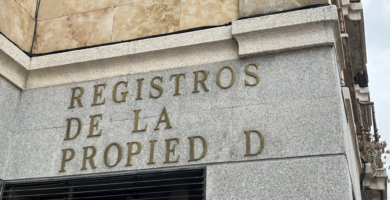 REGISTROS
DE LA
PROPIED D